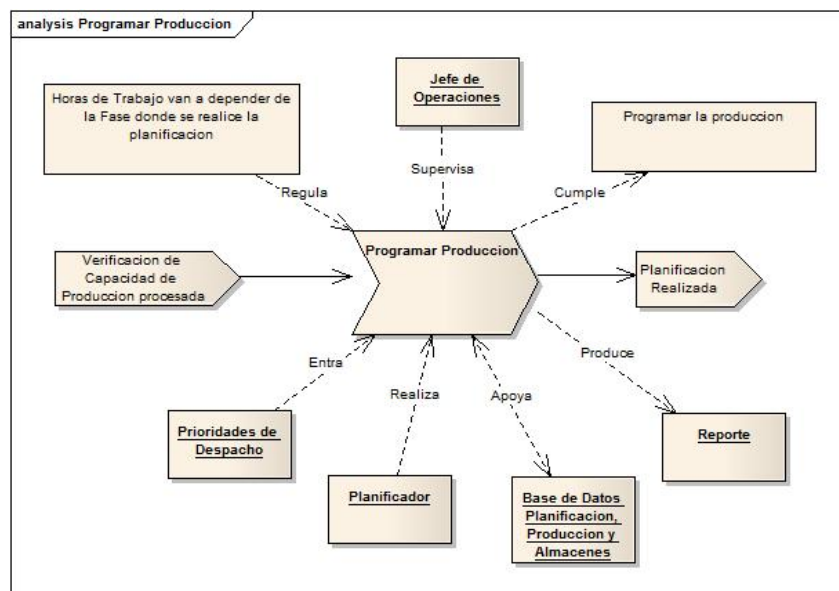 analysis Programar Produccion
Jefe de
Operaciones
Horas de Trabajo van a depender de
la Fase donde se realice la
planificacion
Programar la produccion
Supervisa
Regula
Cumple
Programar Produccion
Verificacion de
Capacidad de
Produccion procesada
Planificacion
Realizada
Entra
Realiza
Apoya
Produce
Prioridades de
Despacho
Reporte
Planificador
Base de Datos
Planificacion,
Produccion y
Almacenes